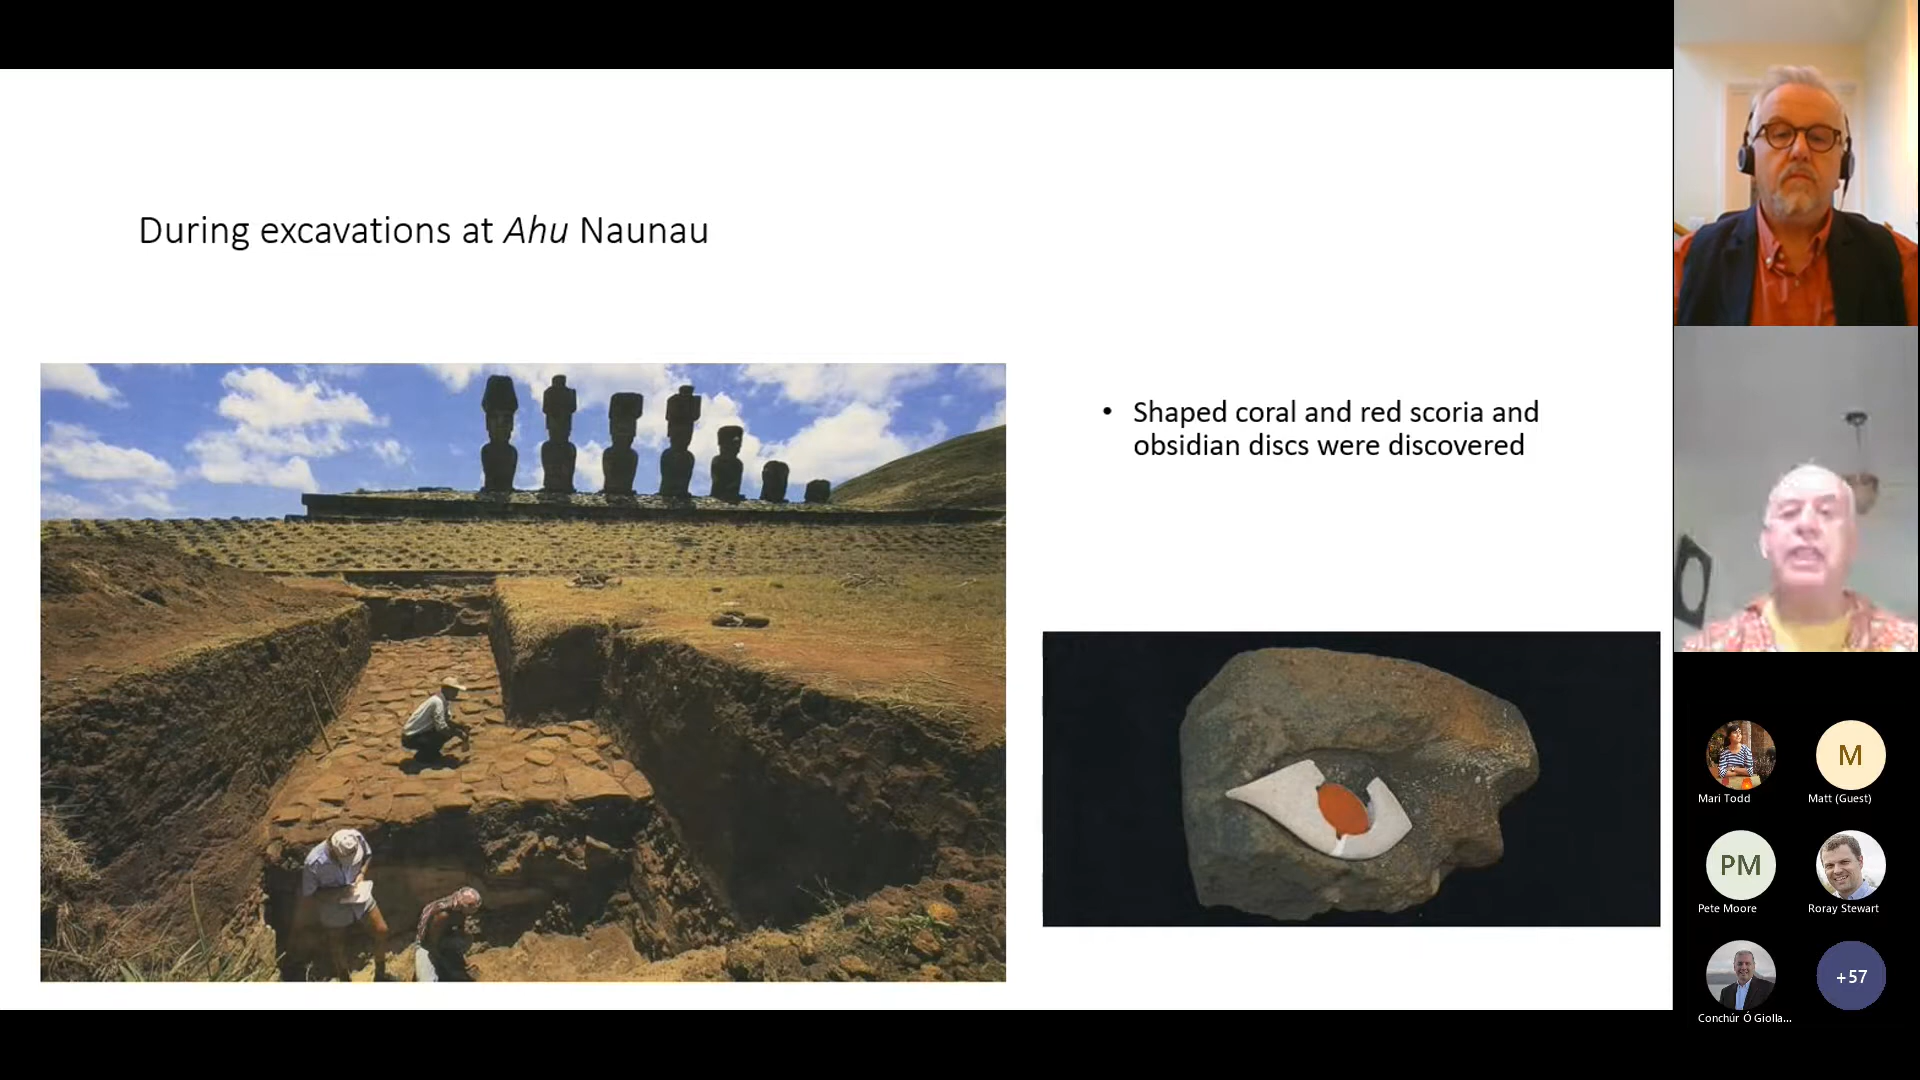 During excavations at Ahu Naunau
• Shaped coral and red scoria and
obsidian discs were discovered
Mari Todd
M
Matt (Guest)
PM
Pete Moore
Roray Stewart
Conchúr Ó Giolla...
+57